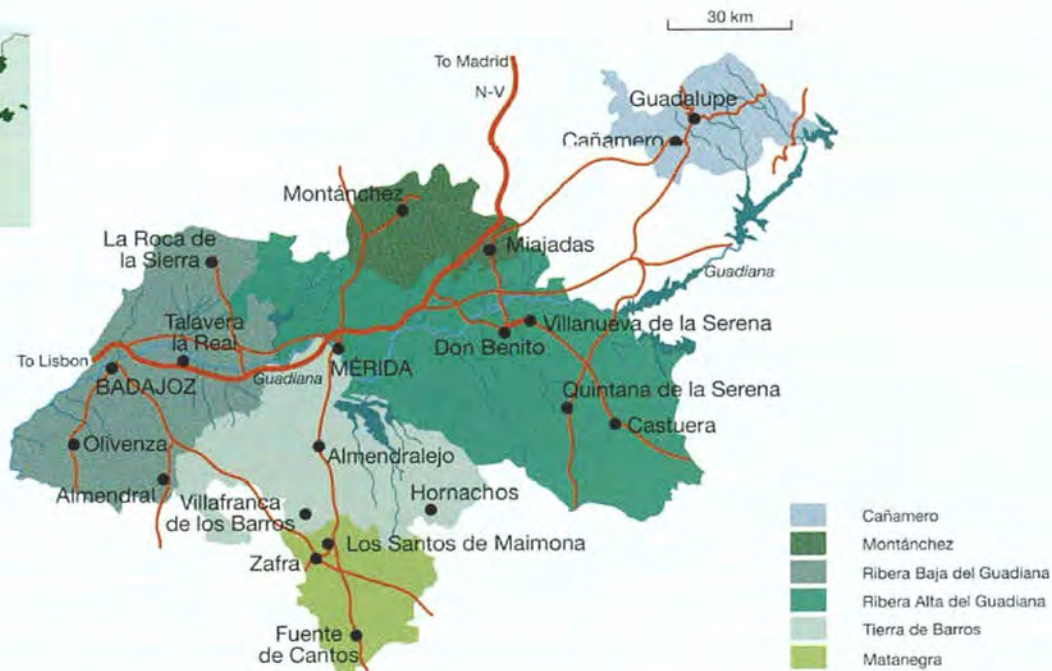 30 km
To Madrid
N-V
Guadalupe
Cañamero
Montánchez
Miajadas
La Roca de
la Sierra
Guadiana
Talavera
la Real
Villanueva de la Serena
Don Benito
To Lisbon
BADAJOZ
Guadiana
MÉRIDA
Quintana de la Serena
Castuera
Olivenza
Almendralejo
Almendral
Hornachos
Villafranca
de los Barros
Los Santos de Maimona
Zafra
Fuente
de Cantos
Cañamero
Montánchez
Ribera Baja del Guadiana
Ribera Alta del Guadiana
Tierra de Barros
Matanegra